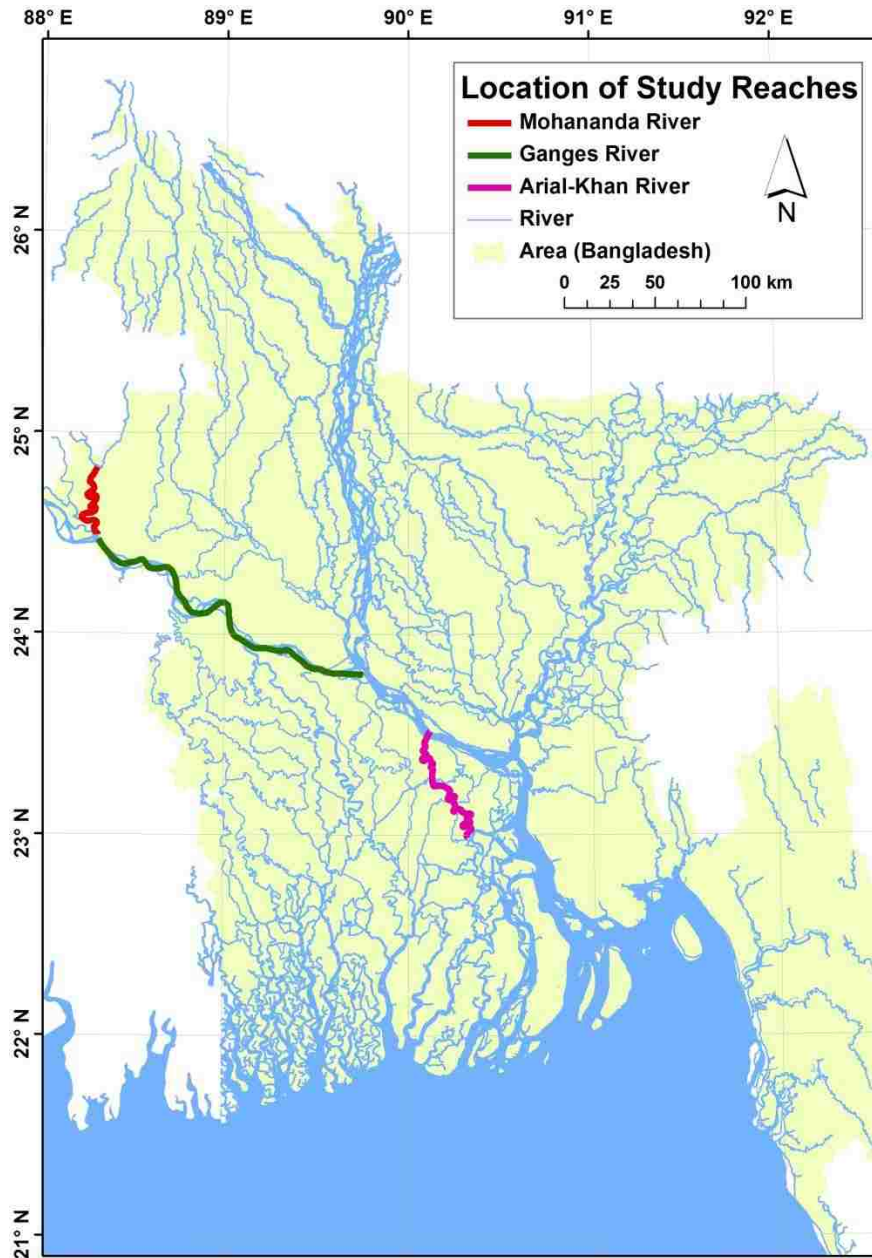 88° E 89° E 90° E 91° E 92° E
Location of Study Reaches
Mohananda River
Ganges River
Arial-Khan River
River
Area (Bangladesh)
N
0 25 50 100 km
26° N
25° N
24° N
23° N
22° N
21° N